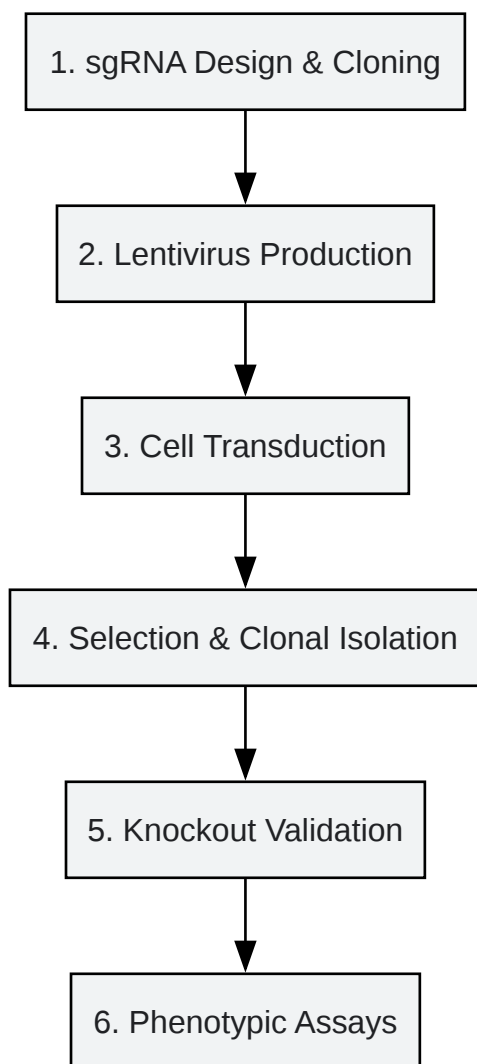 1. sgRNA Design & Cloning
2. Lentivirus Production
3. Cell Transduction
4. Selection & Clonal Isolation
5. Knockout Validation
6. Phenotypic Assays